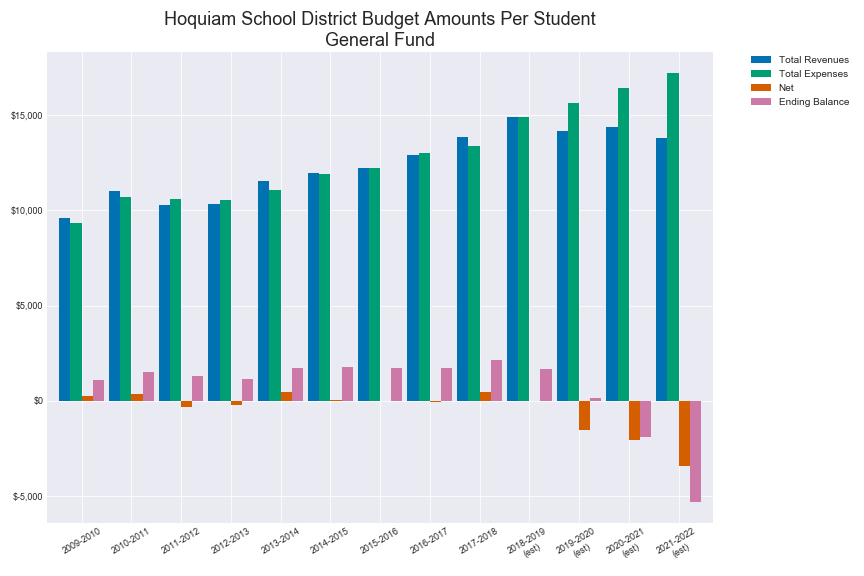 Hoquiam School District Budget Amounts Per Student
General Fund
Total Revenues
Total Expenses
Net
Ending Balance
$15,000
$10,000
$5,000
$0
$-5,000
2009-2010
2010-2011
2011-2012
2012-2013
2013-2014
2014-2015
2015-2016
2016-2017
2017-2018
2018-2019
(est)
2019-2020
(est)
2020-2021
(est)
2021-2022
(est)